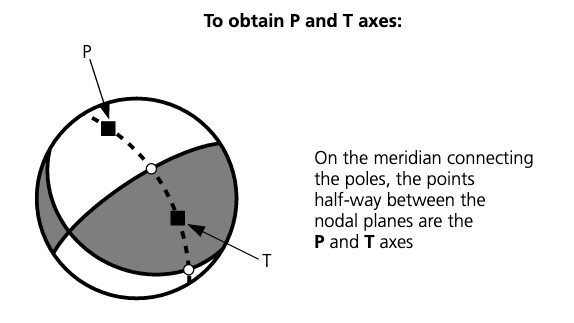 To obtain P and T axes:
P
On the meridian connecting
the poles, the points
half-way between the
nodal planes are the
P and T axes
T